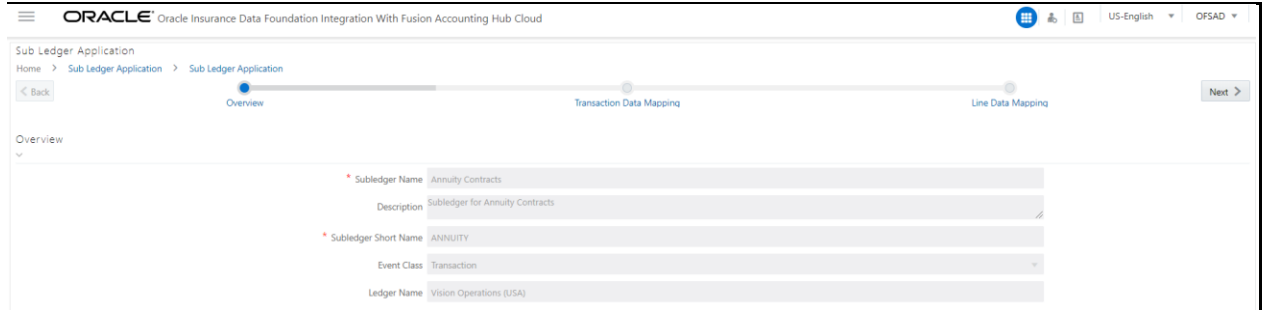 ORACLE Oracle Insurance Data Foundation Integration With Fusion Accounting Hub Cloud US-English OFSAD
Sub Ledger Application
Home > Sub Ledger Application > Sub Ledger Application
< Back Next >
Overview Transaction Data Mapping Line Data Mapping
Overview
* Subledger Name Annuity Contracts
Description Subledger for Annuity Contracts
* Subledger Short Name ANNUITY
Event Class Transaction
Ledger Name Vision Operations (USA)